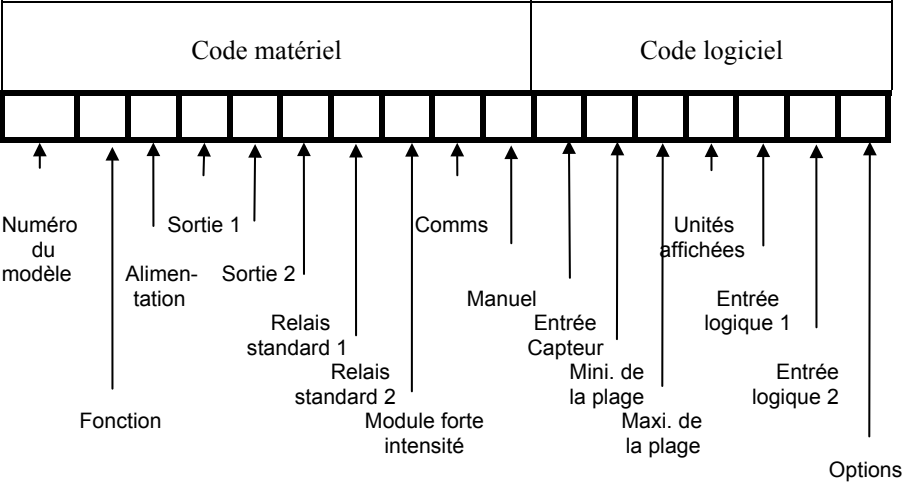 Code matériel
Code logiciel
Numéro
du
modèle
Fonction
Alimen-
tation
Sortie 1
Sortie 2
Relais
standard 1
Relais
standard 2
Module forte
intensité
Comms
Manuel
Entrée
Capteur
Mini. de
la plage
Maxi. de
la plage
Unités
affichées
Entrée
logique 1
Entrée
logique 2
Options